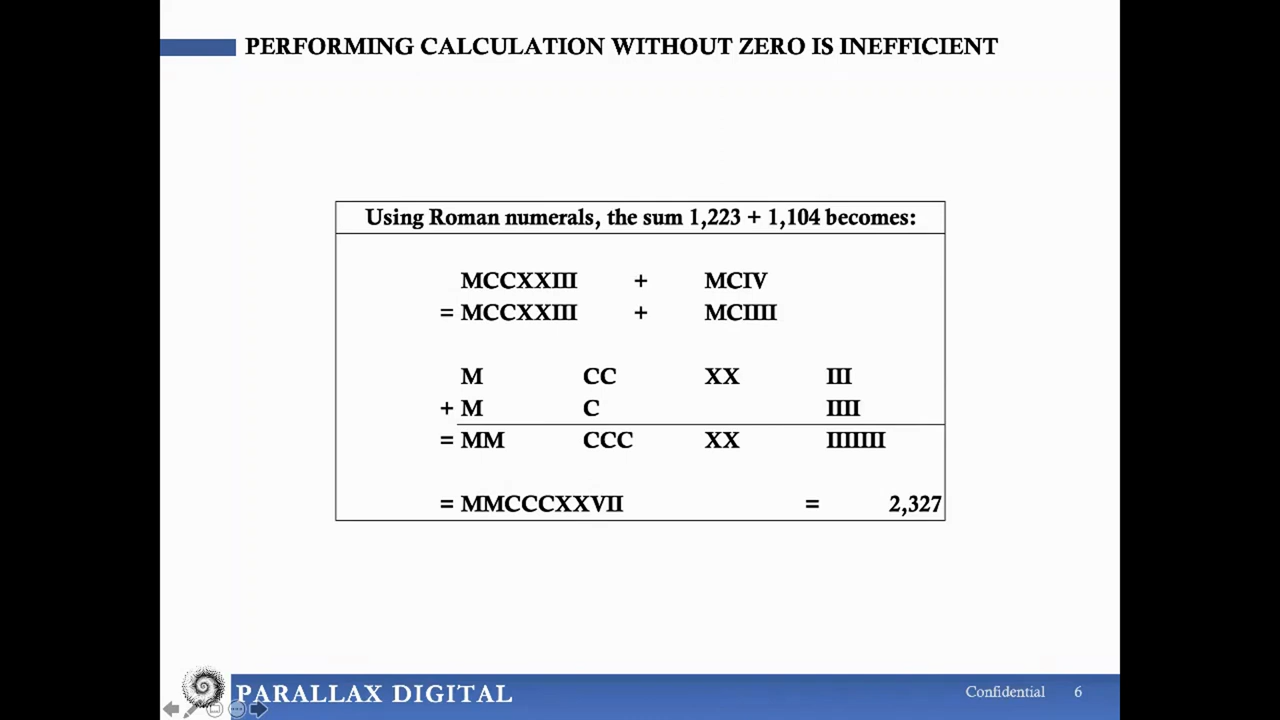 PERFORMING CALCULATION WITHOUT ZERO IS INEFFICIENT
Using Roman numerals, the sum 1,223 + 1,104 becomes:
MCCXXIII + MCIV
= MCCXXIII + MCIIII
M CC XX III
+ M C IIII
= MM CCC XX IIIIIII
= MMCCCXXVII = 2,327
PARALLAX DIGITAL Confidential 6